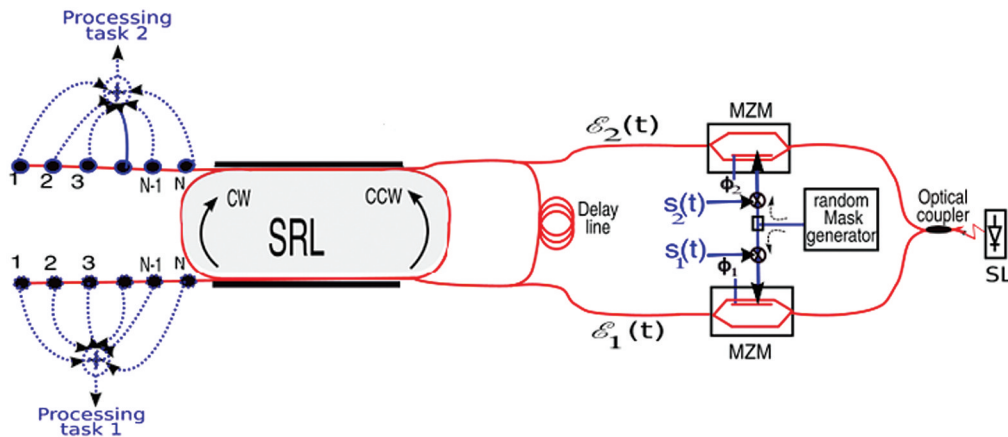 Processing
task 2
1
2
3
N-1
N
CW
CCW
SRL
1
2
3
N-1
N
Processing
task 1
Delay
line
ℰ₂(t)
ℰ₁(t)
MZM
ϕ₂
s₂(t)
s₁(t)
ϕ₁
MZM
random
Mask
generator
Optical
coupler
SL